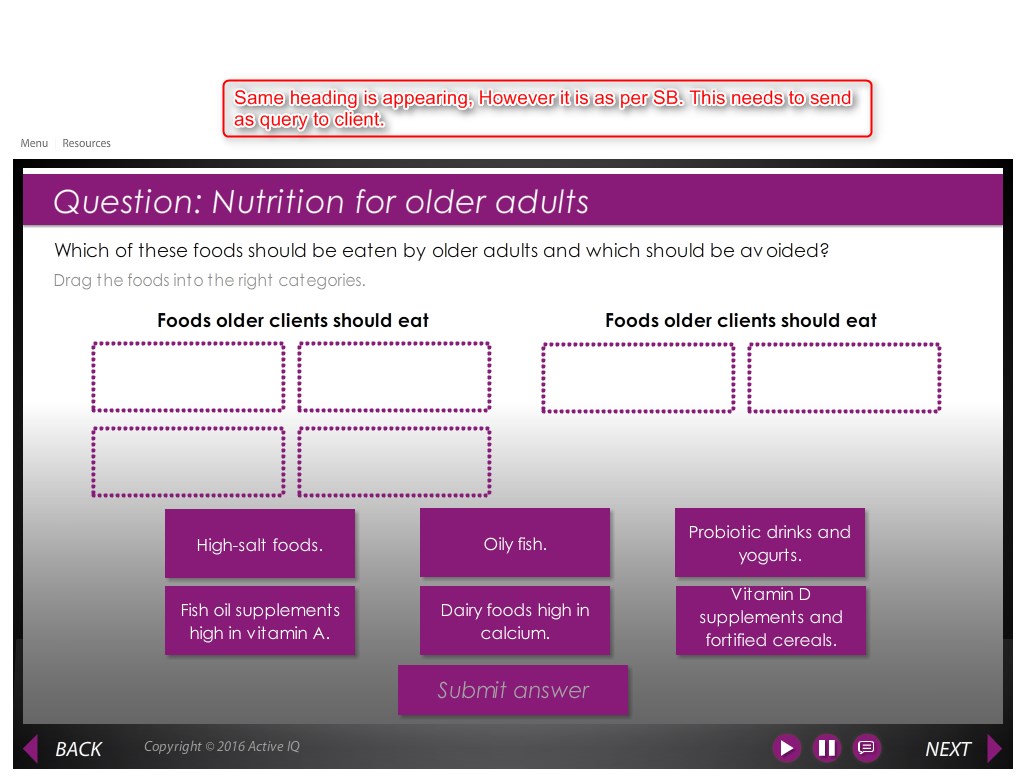 Same heading is appearing, However it is as per SB. This needs to send
as query to client.
Menu Resources
Question: Nutrition for older adults
Which of these foods should be eaten by older adults and which should be avoided?
Drag the foods into the right categories.
Foods older clients should eat
Foods older clients should eat
High-salt foods.
Oily fish.
Probiotic drinks and
yogurts.
Fish oil supplements
high in vitamin A.
Dairy foods high in
calcium.
Vitamin D
supplements and
fortified cereals.
Submit answer
BACK
Copyright © 2016 Active IQ
NEXT